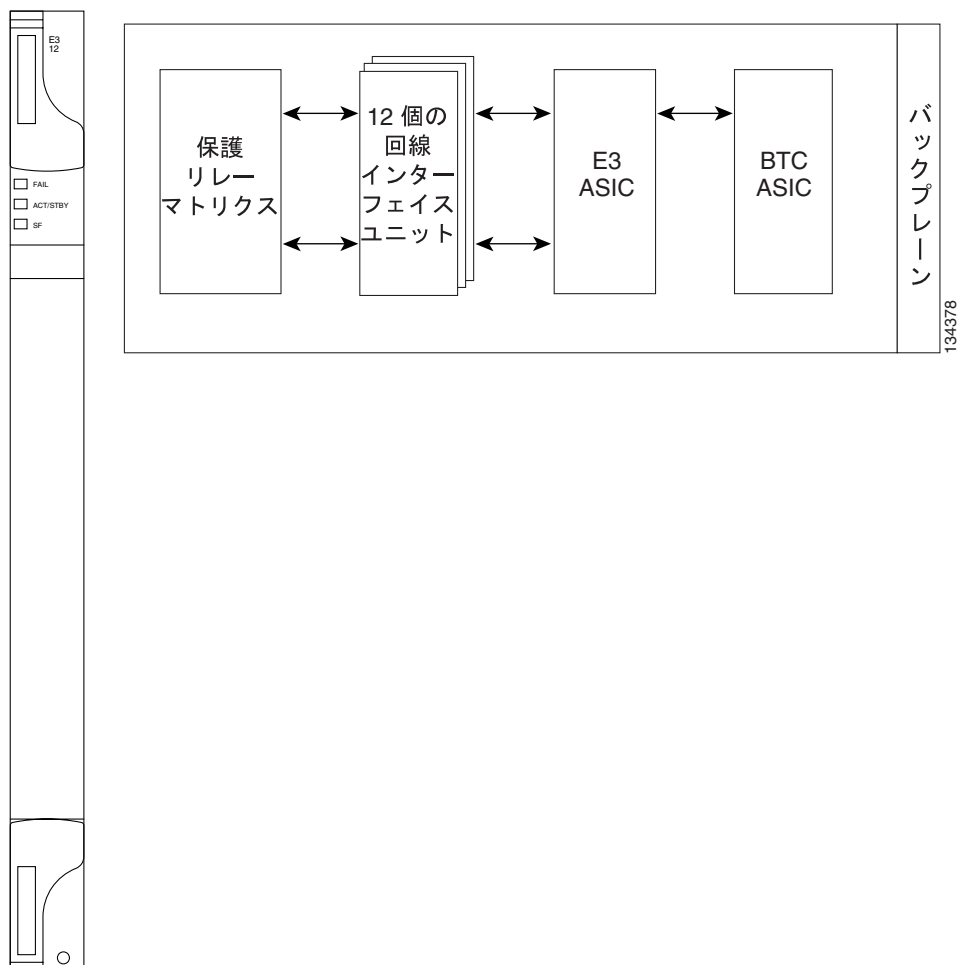 E3
12
FAIL
ACT/STBY
SF
保護
リレー
マトリクス
12 個の
回線
インター
フェイス
ユニット
E3
ASIC
BTC
ASIC
バックプレーン
134378